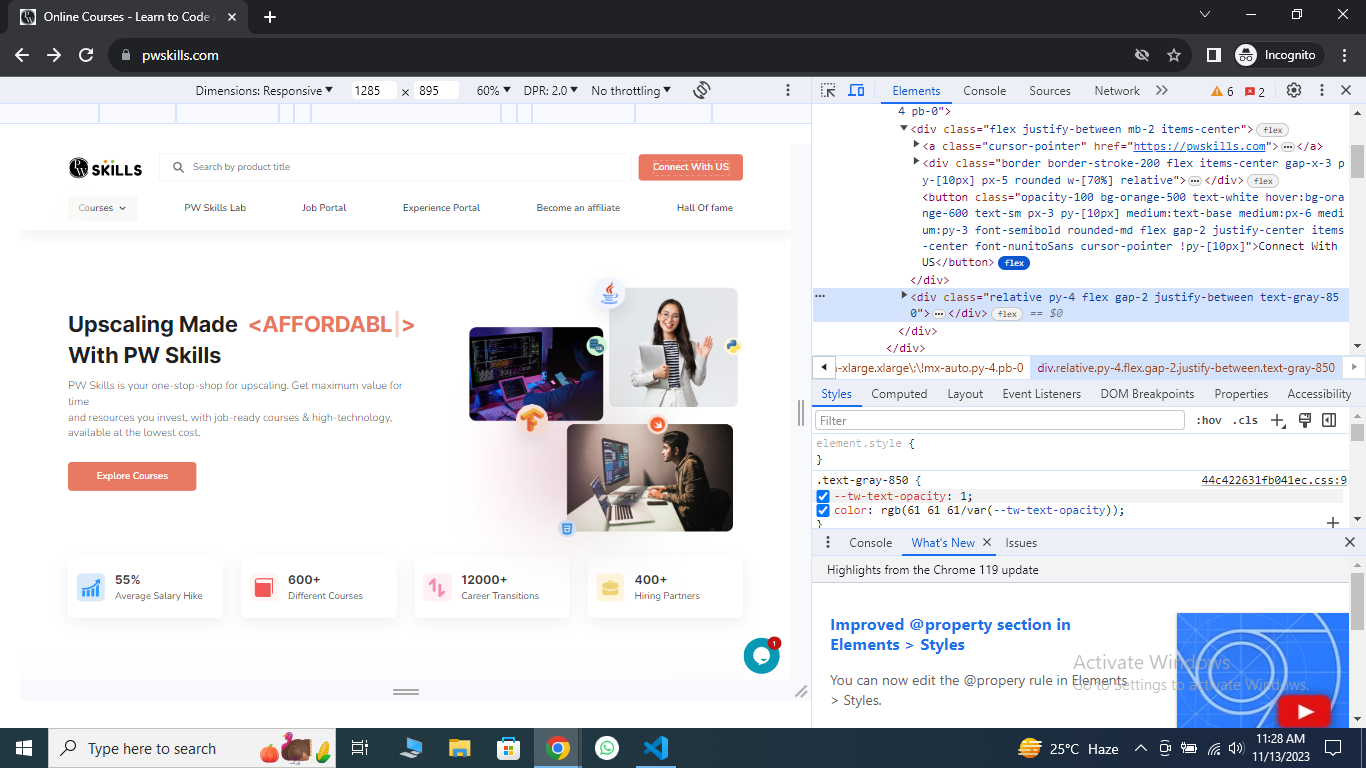 Online Courses - Learn to Code
pwskills.com
Incognito
Dimensions: Responsive
1285 × 895
60%
DPR: 2.0
No throttling
PW SKILLS
Search by product title
Connect With US
Courses
PW Skills Lab
Job Portal
Experience Portal
Become an affiliate
Hall Of fame
Upscaling Made <AFFORDABL >
With PW Skills
PW Skills is your one-stop-shop for upscaling. Get maximum value for
time
and resources you invest, with job-ready courses & high-technology,
available at the lowest cost.
Explore Courses
55%
Average Salary Hike
600+
Different Courses
12000+
Career Transitions
400+
Hiring Partners
1
Elements
Console
Sources
Network
6
2
4 pb-0">
<div class="flex justify-between mb-2 items-center"> flex
<a class="cursor-pointer" href="https://pwskills.com">…</a>
<div class="border border-stroke-200 flex items-center gap-x-3 p
y-[10px] px-5 rounded w-[70%] relative">…</div> flex
<button class="opacity-100 bg-orange-500 text-white hover:bg-ora
nge-600 text-sm px-3 py-[10px] medium:text-base medium:px-6 medi
um:py-3 font-semibold rounded-md flex gap-2 justify-center items
-center font-nunitoSans cursor-pointer !py-[10px]">Connect With
US</button> flex
</div>
… <div class="relative py-4 flex gap-2 justify-between text-gray-85
0">…</div> flex == $0
</div>
</div>
-xlarge.xlarge\:\!mx-auto.py-4.pb-0
div.relative.py-4.flex.gap-2.justify-between.text-gray-850
Styles
Computed
Layout
Event Listeners
DOM Breakpoints
Properties
Accessibility
Filter
:hov .cls
element.style {
}
.text-gray-850 {
44c422631fb041ec.css:9
--tw-text-opacity: 1;
color: rgb(61 61 61/var(--tw-text-opacity));
}
Console
What's New
Issues
Highlights from the Chrome 119 update
Improved @property section in
Elements > Styles
You can now edit the @propery rule in Elements
> Styles.
Activate Windows
Go to Settings to activate Windows.
Type here to search
25°C Haze
11:28 AM
11/13/2023